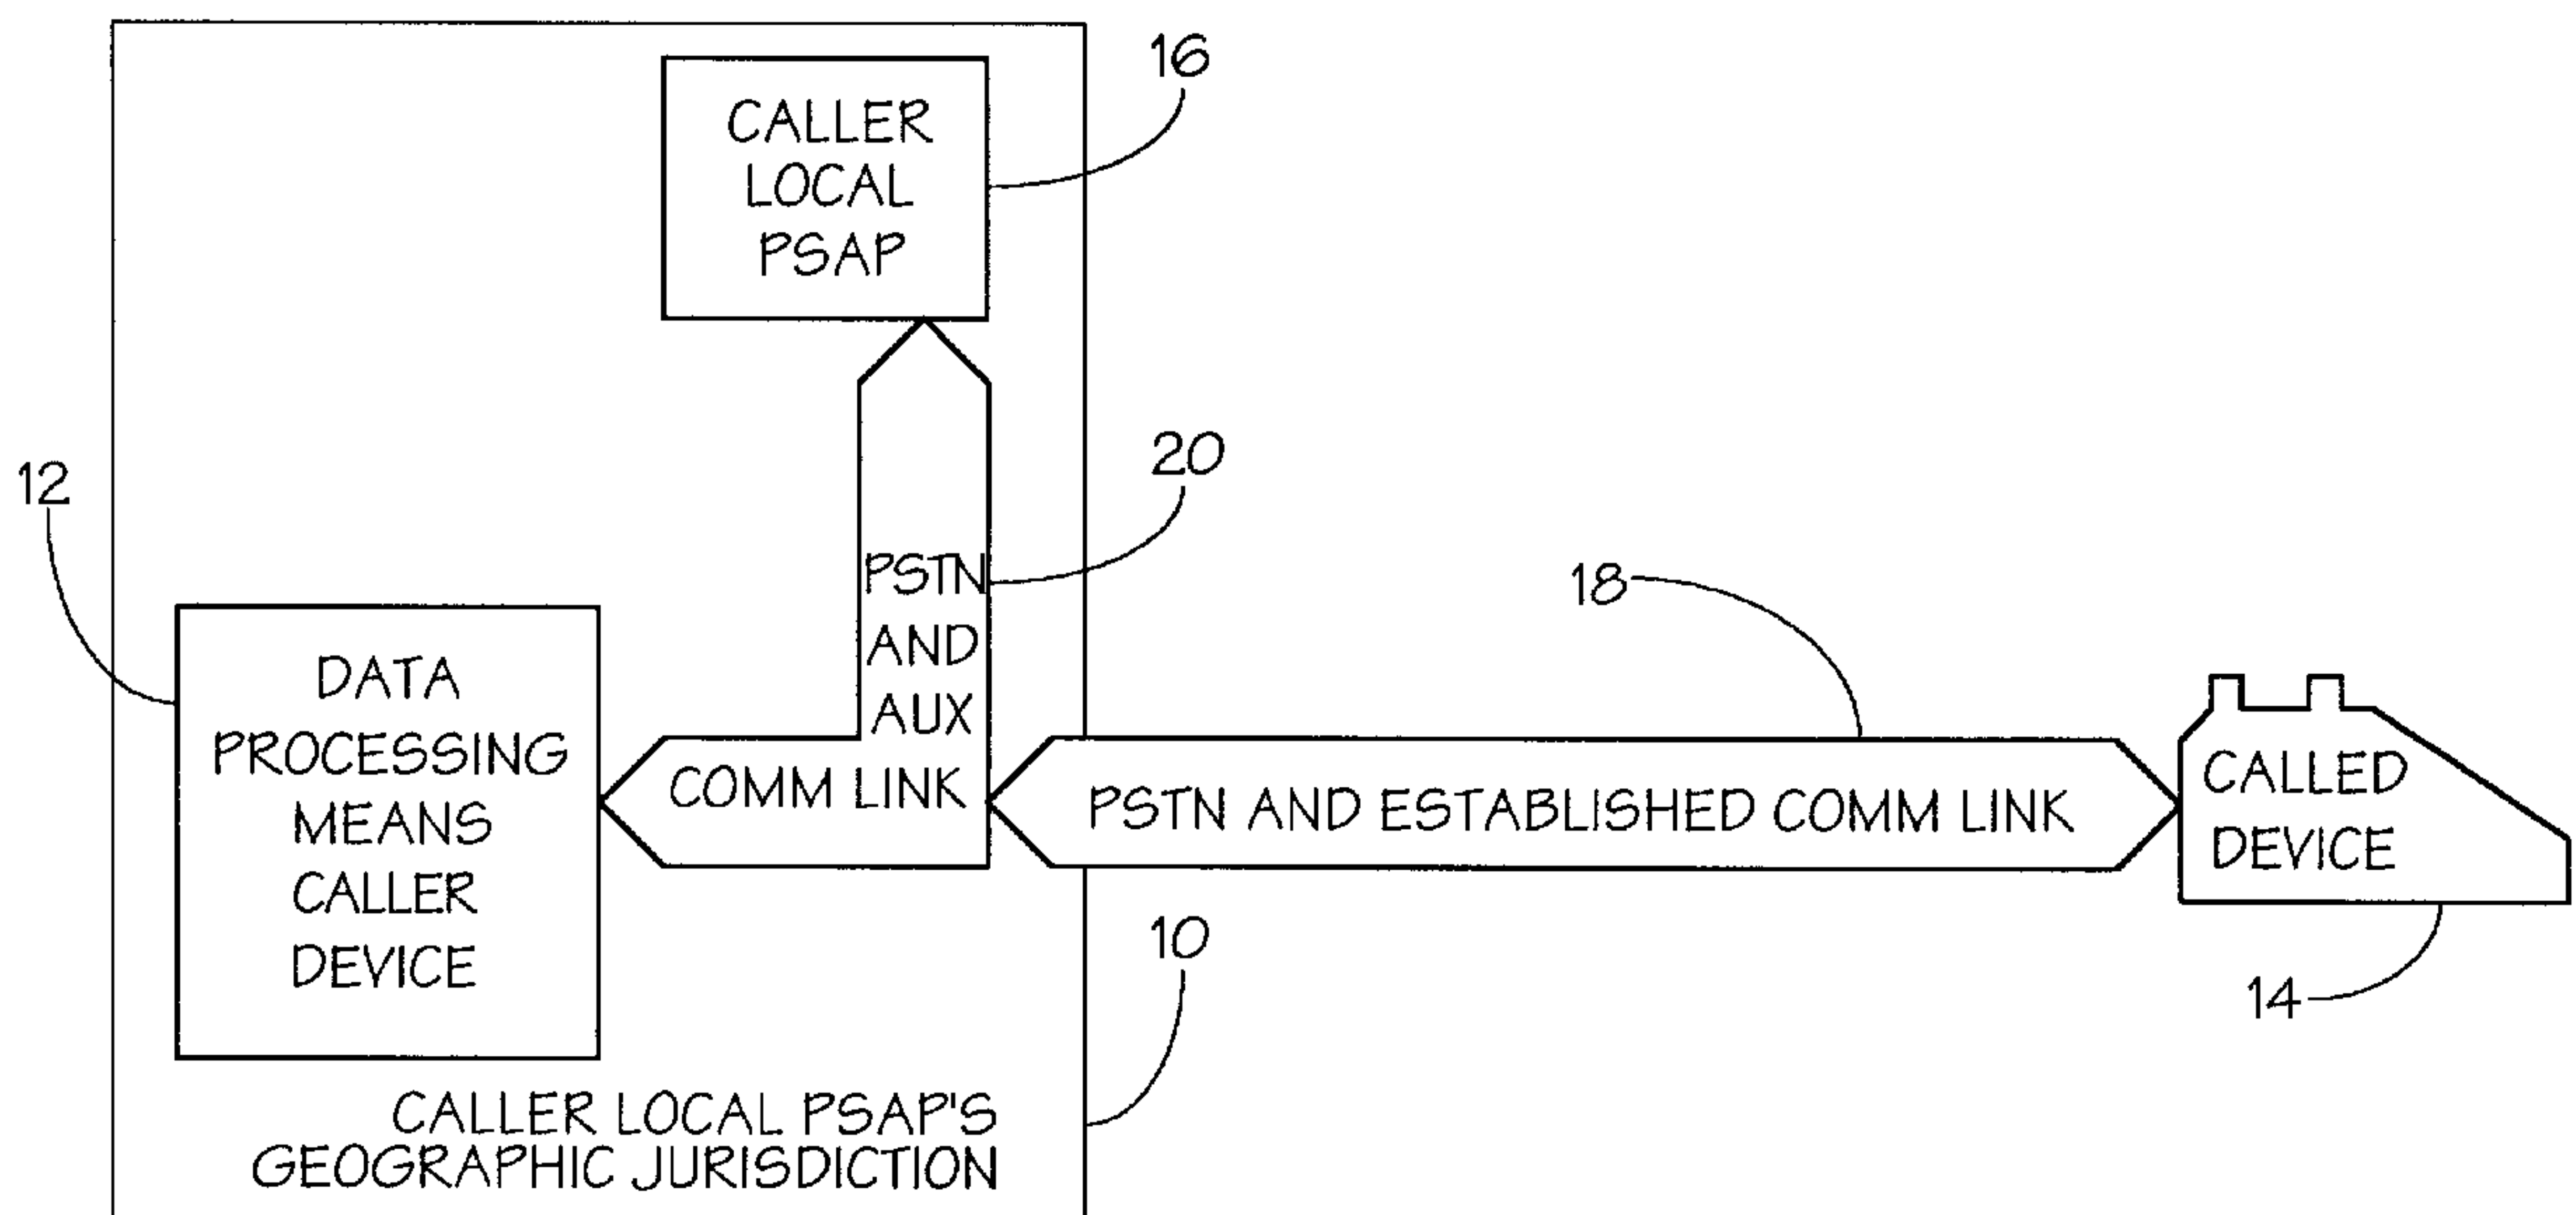 16
CALLER
LOCAL
PSAP
20
12
PSTN
AND
AUX
COMM LINK
18
DATA
PROCESSING
MEANS
CALLER
DEVICE
PSTN AND ESTABLISHED COMM LINK
CALLED
DEVICE
10
14
CALLER LOCAL PSAP'S
GEOGRAPHIC JURISDICTION